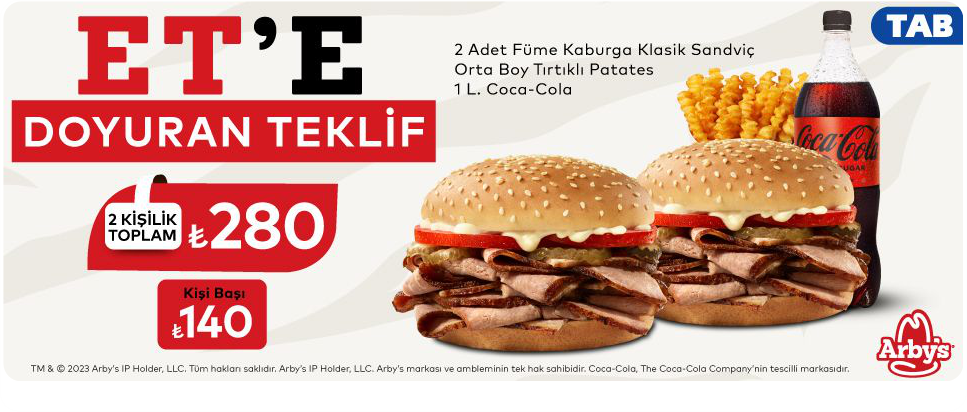 ET'E
DOYURAN TEKLİF
2 KİŞİLİK
TOPLAM
₺280
Kişi Başı
₺140
2 Adet Füme Kaburga Klasik Sandviç
Orta Boy Tırtıklı Patates
1 L. Coca-Cola
TAB
Coca-Cola
SUGAR
Arby's
TM & © 2023 Arby's IP Holder, LLC. Tüm hakları saklıdır. Arby's IP Holder, LLC. Arby's markası ve ambleminin tek hak sahibidir. Coca-Cola, The Coca-Cola Company'nin tescilli markasıdır.